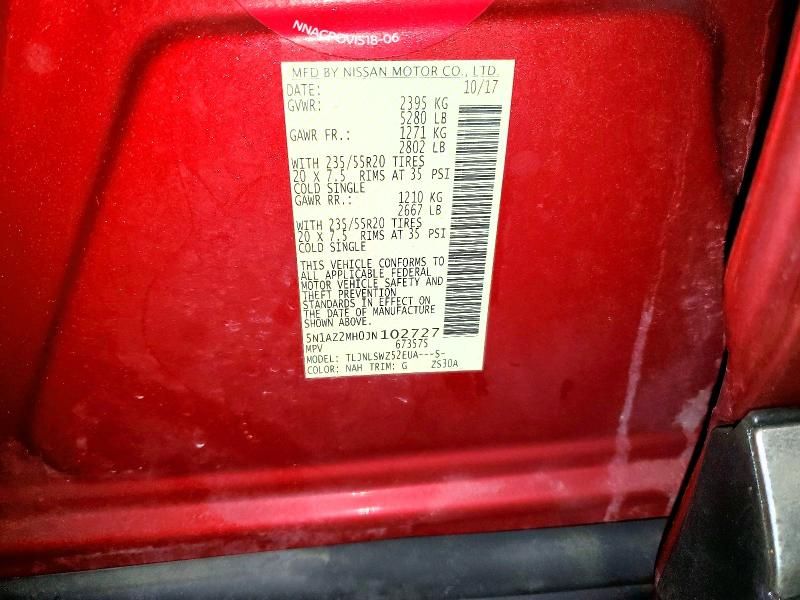 NNACPOVIS18-06
MFD BY NISSAN MOTOR CO., LTD.
DATE: 10/17
GVWR: 2395 KG
5280 LB
GAWR FR.: 1271 KG
2802 LB
WITH 235/55R20 TIRES
20 X 7.5 RIMS AT 35 PSI
COLD SINGLE
GAWR RR.: 1210 KG
2667 LB
WITH 235/55R20 TIRES
20 X 7.5 RIMS AT 35 PSI
COLD SINGLE
THIS VEHICLE CONFORMS TO
ALL APPLICABLE FEDERAL
MOTOR VEHICLE SAFETY AND
THEFT PREVENTION
STANDARDS IN EFFECT ON
THE DATE OF MANUFACTURE
SHOWN ABOVE.
5N1AZ2MH0JN102727
MPV 67357S
MODEL: TLJNLSWZ52EUA---S-
COLOR: NAH TRIM: G ZS30A